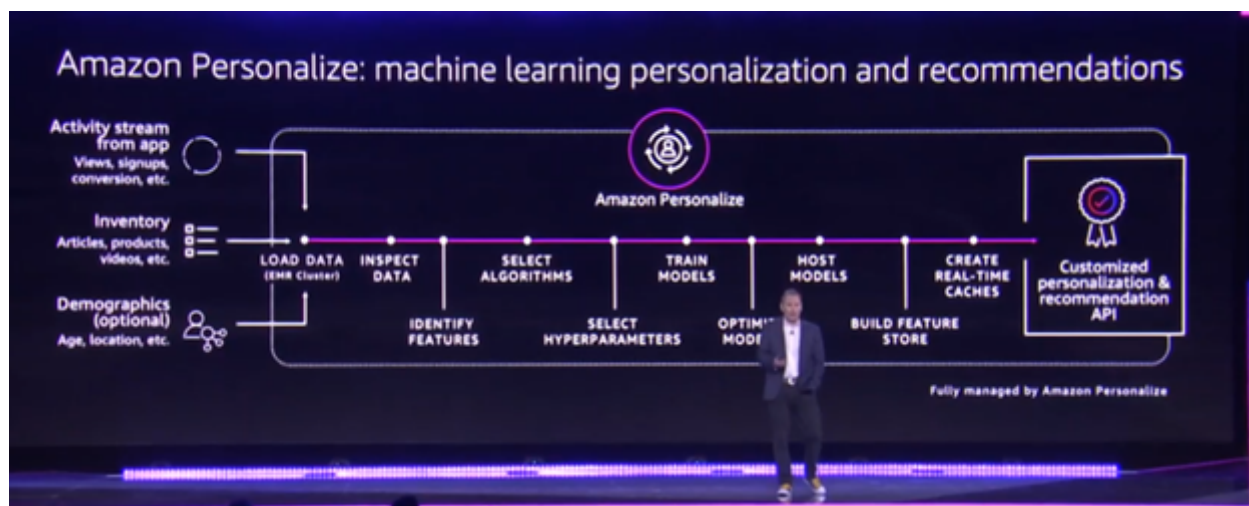 Amazon Personalize: machine learning personalization and recommendations
Activity stream
from app
Views, signups,
conversion, etc.
Inventory
Articles, products,
videos, etc.
Demographics
(optional)
Age, location, etc.
Amazon Personalize
LOAD DATA
(EMR Cluster)
INSPECT
DATA
IDENTIFY
FEATURES
SELECT
ALGORITHMS
SELECT
HYPERPARAMETERS
TRAIN
MODELS
HOST
MODELS
BUILD FEATURE
STORE
CREATE
REAL-TIME
CACHES
Customized
personalization &
recommendation
API
Fully managed by Amazon Personalize